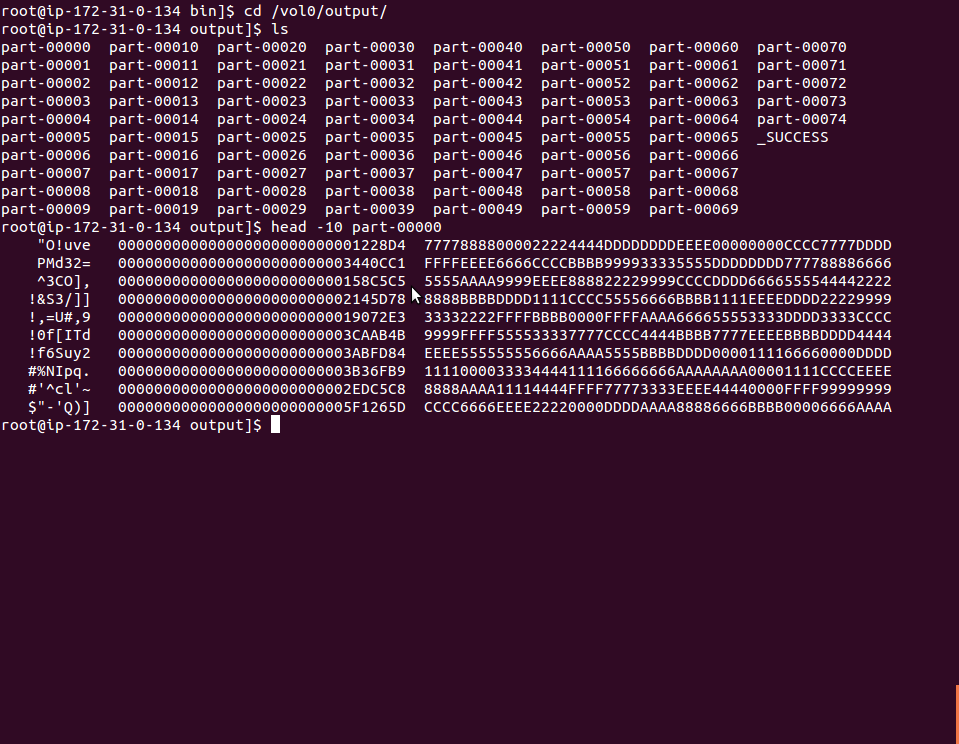 root@ip-172-31-0-134 bin]$ cd /vol0/output/
root@ip-172-31-0-134 output]$ ls
part-00000  part-00010  part-00020  part-00030  part-00040  part-00050  part-00060  part-00070
part-00001  part-00011  part-00021  part-00031  part-00041  part-00051  part-00061  part-00071
part-00002  part-00012  part-00022  part-00032  part-00042  part-00052  part-00062  part-00072
part-00003  part-00013  part-00023  part-00033  part-00043  part-00053  part-00063  part-00073
part-00004  part-00014  part-00024  part-00034  part-00044  part-00054  part-00064  part-00074
part-00005  part-00015  part-00025  part-00035  part-00045  part-00055  part-00065  _SUCCESS
part-00006  part-00016  part-00026  part-00036  part-00046  part-00056  part-00066
part-00007  part-00017  part-00027  part-00037  part-00047  part-00057  part-00067
part-00008  part-00018  part-00028  part-00038  part-00048  part-00058  part-00068
part-00009  part-00019  part-00029  part-00039  part-00049  part-00059  part-00069
root@ip-172-31-0-134 output]$ head -10 part-00000
    "O!uve   00000000000000000000000001228D4  77778888000022224444DDDDDDDDEEEE00000000CCCC7777DDDD
    PMd32=   00000000000000000000000003440CC1  FFFFEEEE6666CCCCBBBB999933335555DDDDDDDD777788886666
    ^3CO],   0000000000000000000000000158C5C5  5555AAAA9999EEEE888822229999CCCCDDDD6666555544442222
   !&S3/]]   00000000000000000000000002145D78  8888BBBBDDDD1111CCCC55556666BBBB1111EEEEDDDD22229999
   !,=U#,9   000000000000000000000000019072E3  33332222FFFFBBBB0000FFFFAAAA666655553333DDDD3333CCCC
   !0f[ITd   00000000000000000000000003CAAB4B  9999FFFF555533337777CCCC4444BBBB7777EEEEBBBBDDDD4444
   !f6Suy2   00000000000000000000000003ABFD84  EEEE555555556666AAAA5555BBBBDDDD0000111166660000DDDD
   #%NIpq.   00000000000000000000000003B36FB9  1111000033334444111166666666AAAAAAAA00001111CCCCEEEE
   #'^cl'~   00000000000000000000000002EDC5C8  8888AAAA11114444FFFF77773333EEEE44440000FFFF99999999
   $"-'Q)]   00000000000000000000000005F1265D  CCCC6666EEEE22220000DDDDAAAA88886666BBBB00006666AAAA
root@ip-172-31-0-134 output]$